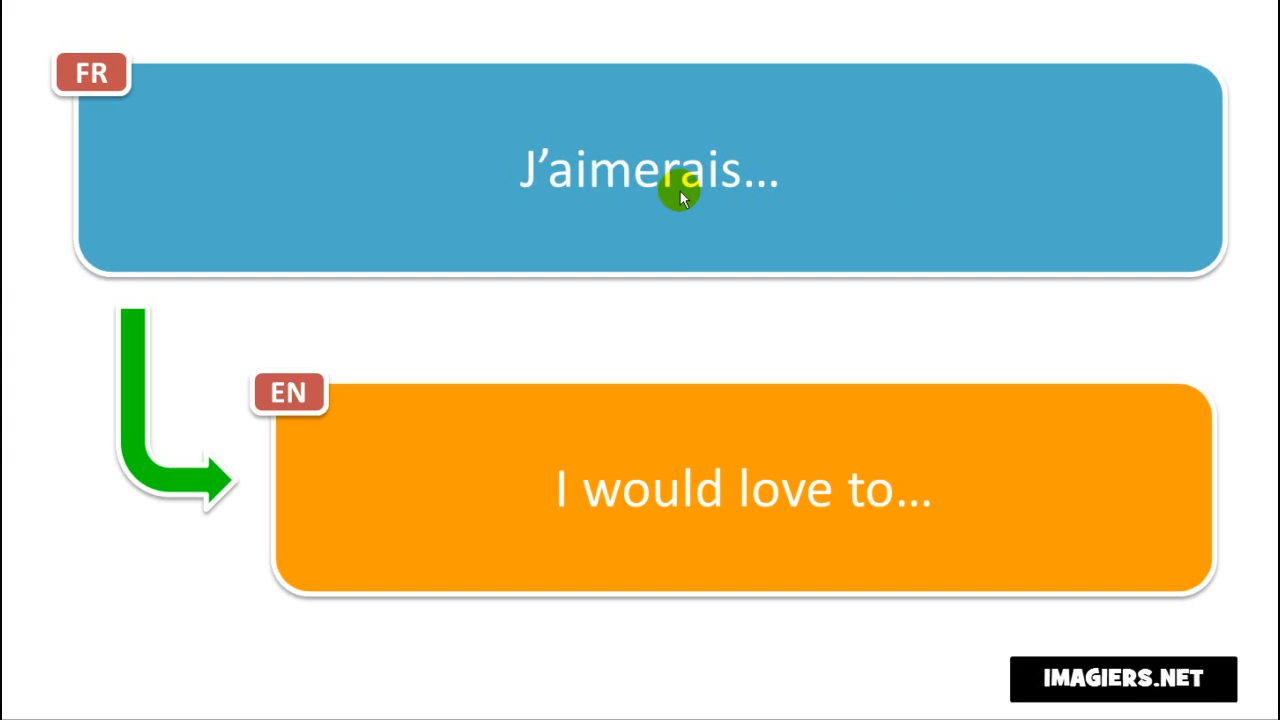 FR
J’aimerais…
EN
I would love to…
IMAGIERS.NET